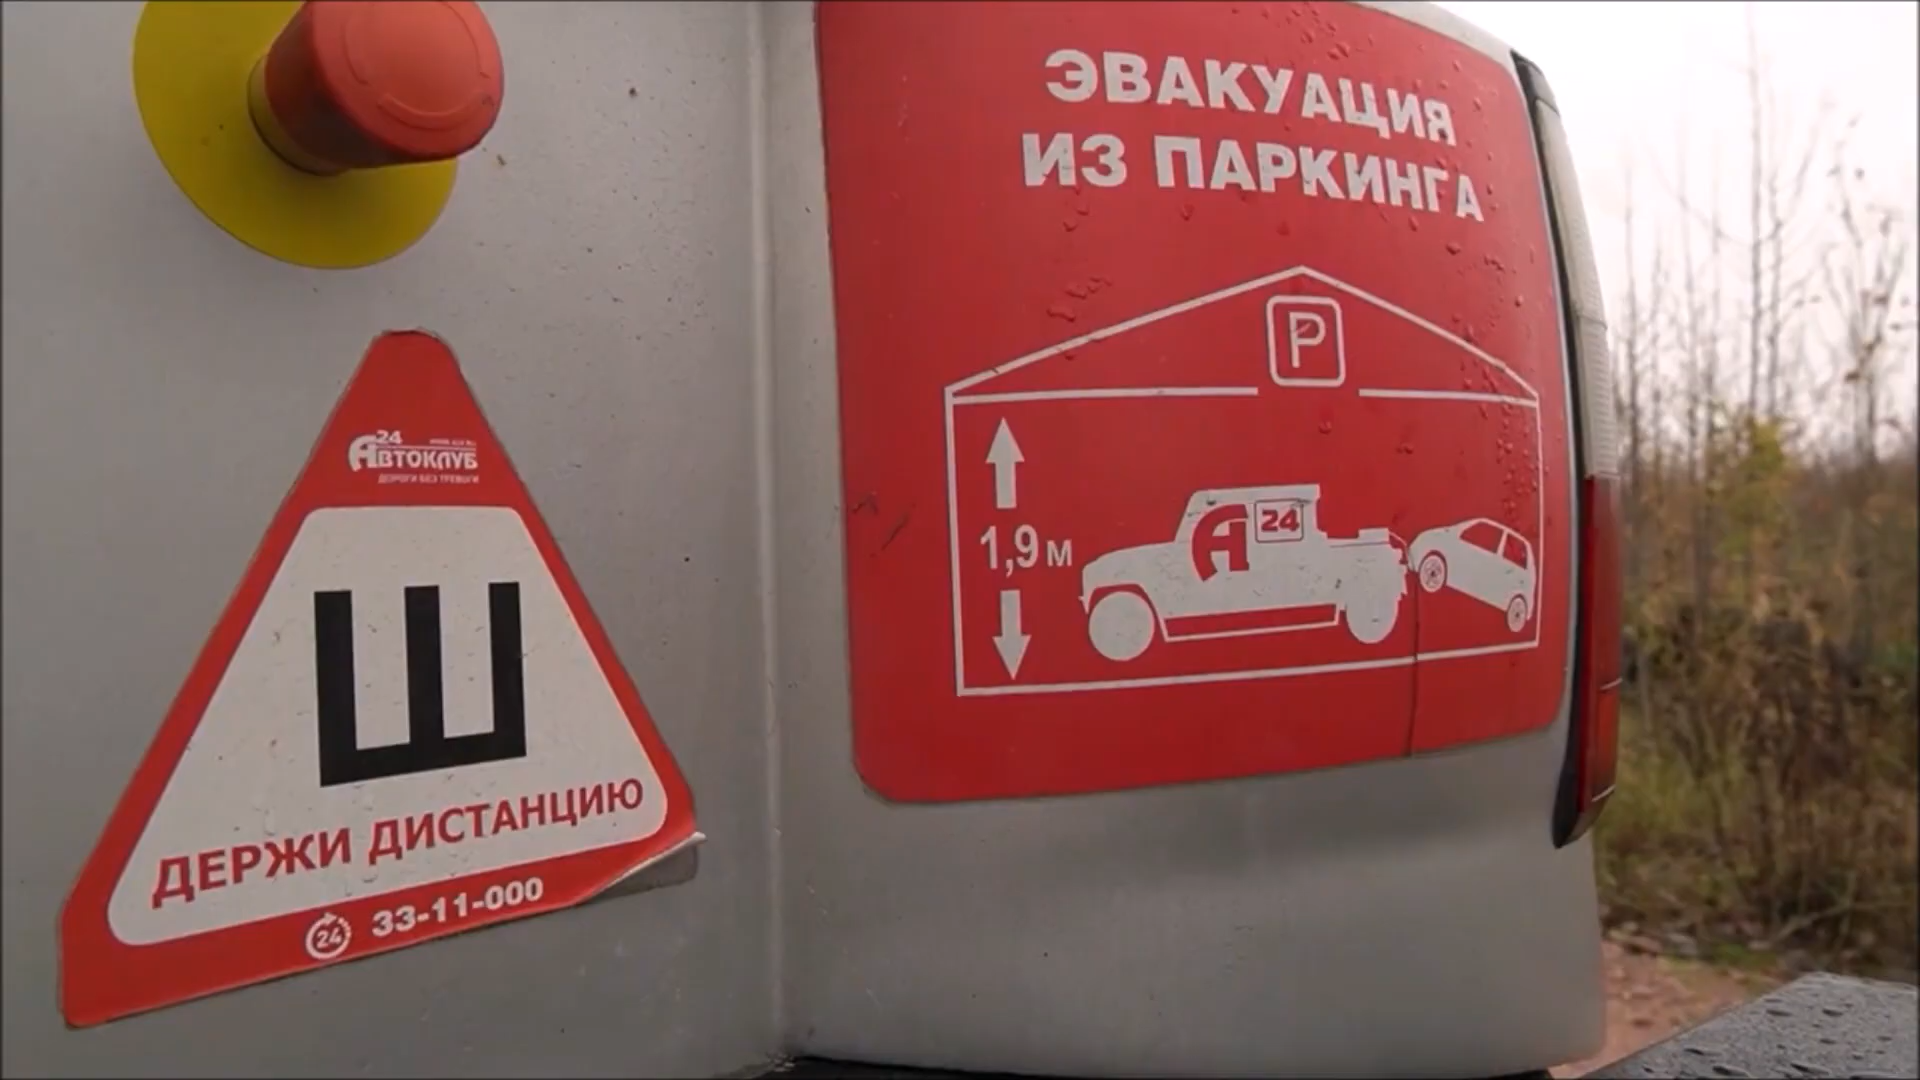 ЭВАКУАЦИЯ
ИЗ ПАРКИНГА
P
1,9 м
А 24
24
АВТОКЛУБ
ДОРОГИ БЕЗ ТРЕВОГИ
Ш
ДЕРЖИ ДИСТАНЦИЮ
24 33-11-000